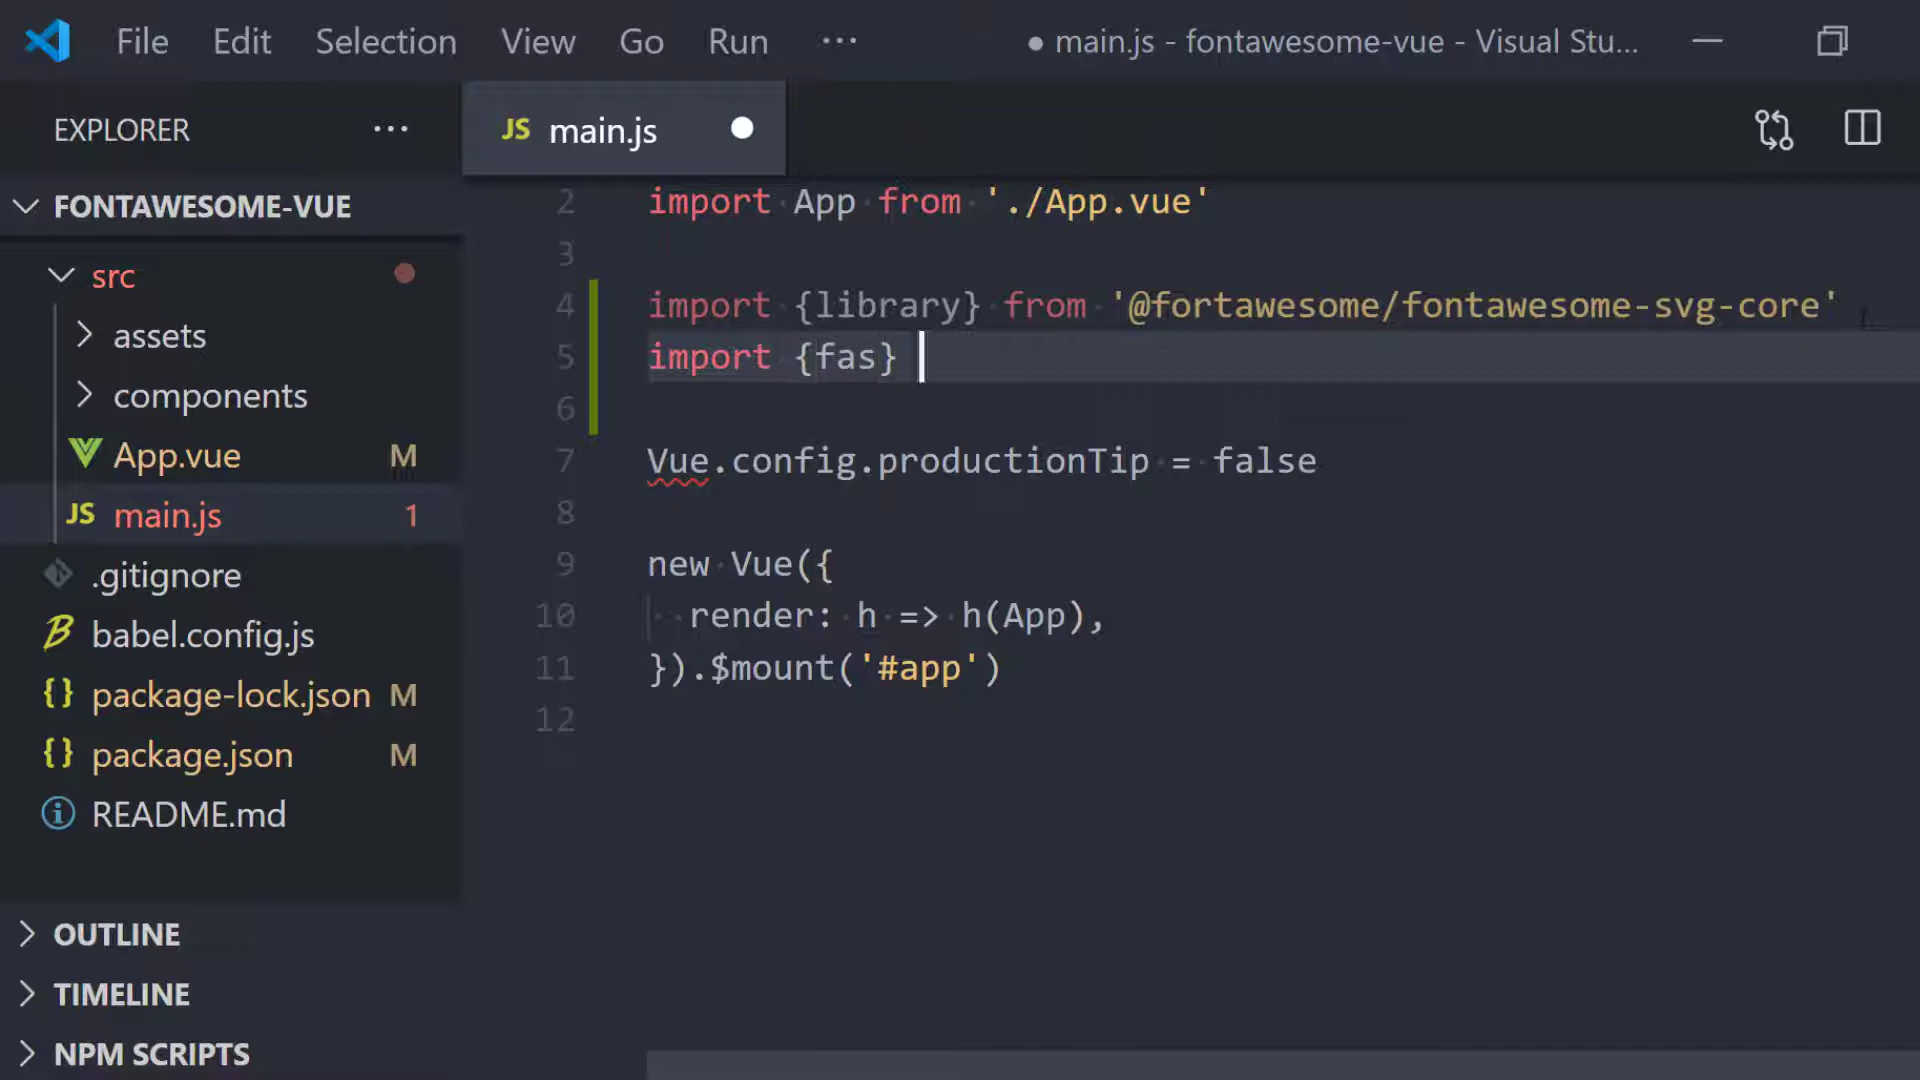 File Edit Selection View Go Run ··· ● main.js - fontawesome-vue - Visual Stu...
EXPLORER ···
JS main.js
FONTAWESOME-VUE
src
assets
components
App.vue M
JS main.js 1
.gitignore
babel.config.js
{} package-lock.json M
{} package.json M
README.md
OUTLINE
TIMELINE
NPM SCRIPTS
2 import App from './App.vue'
3
4 import {library} from '@fortawesome/fontawesome-svg-core'
5 import {fas}
6
7 Vue.config.productionTip = false
8
9 new Vue({
10 render: h => h(App),
11 }).$mount('#app')
12